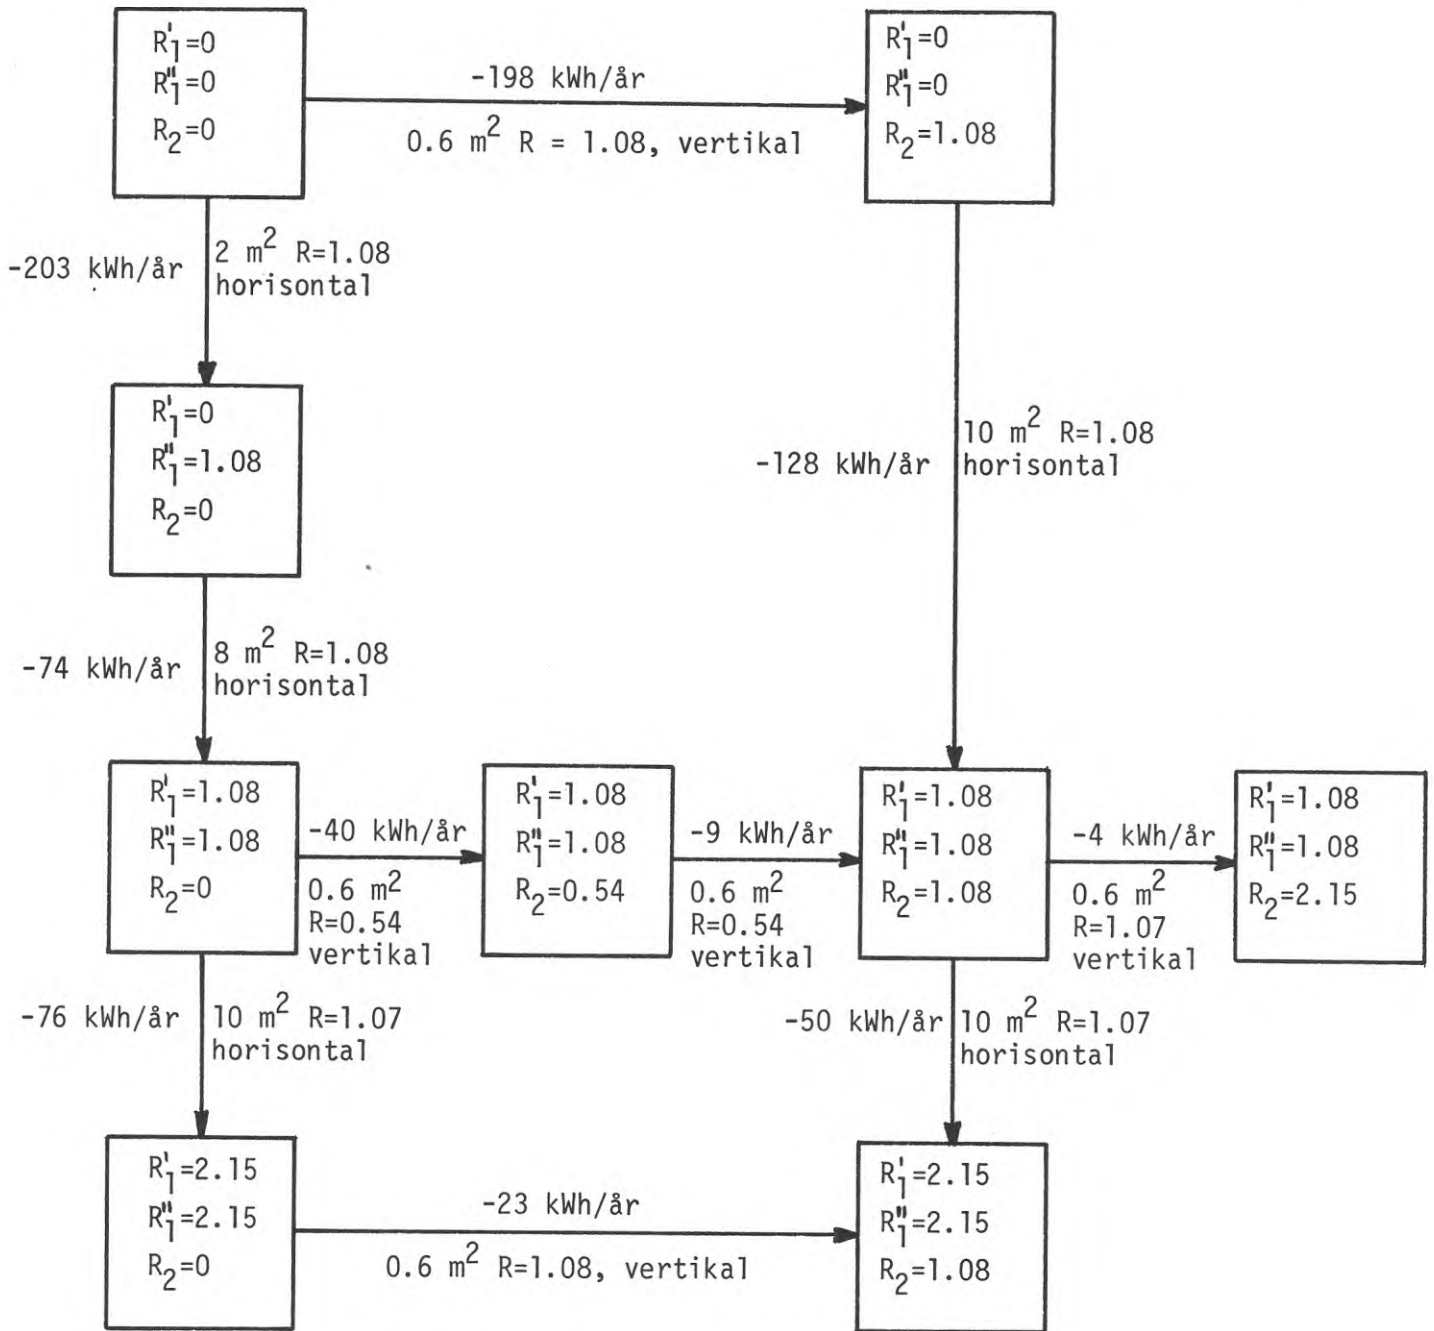 R'₁=0
R"₁=0
R₂=0
-198 kWh/år
0.6 m² R = 1.08, vertikal
R'₁=0
R"₁=0
R₂=1.08
-203 kWh/år
2 m² R=1.08
horisontal
R'₁=0
R"₁=1.08
R₂=0
-128 kWh/år
10 m² R=1.08
horisontal
-74 kWh/år
8 m² R=1.08
horisontal
R'₁=1.08
R"₁=1.08
R₂=0
-40 kWh/år
0.6 m²
R=0.54
vertikal
R'₁=1.08
R"₁=1.08
R₂=0.54
-9 kWh/år
0.6 m²
R=0.54
vertikal
R'₁=1.08
R"₁=1.08
R₂=1.08
-4 kWh/år
0.6 m²
R=1.07
vertikal
R'₁=1.08
R"₁=1.08
R₂=2.15
-76 kWh/år
10 m² R=1.07
horisontal
-50 kWh/år
10 m² R=1.07
horisontal
R'₁=2.15
R"₁=2.15
R₂=0
-23 kWh/år
0.6 m² R=1.08, vertikal
R'₁=2.15
R"₁=2.15
R₂=1.08